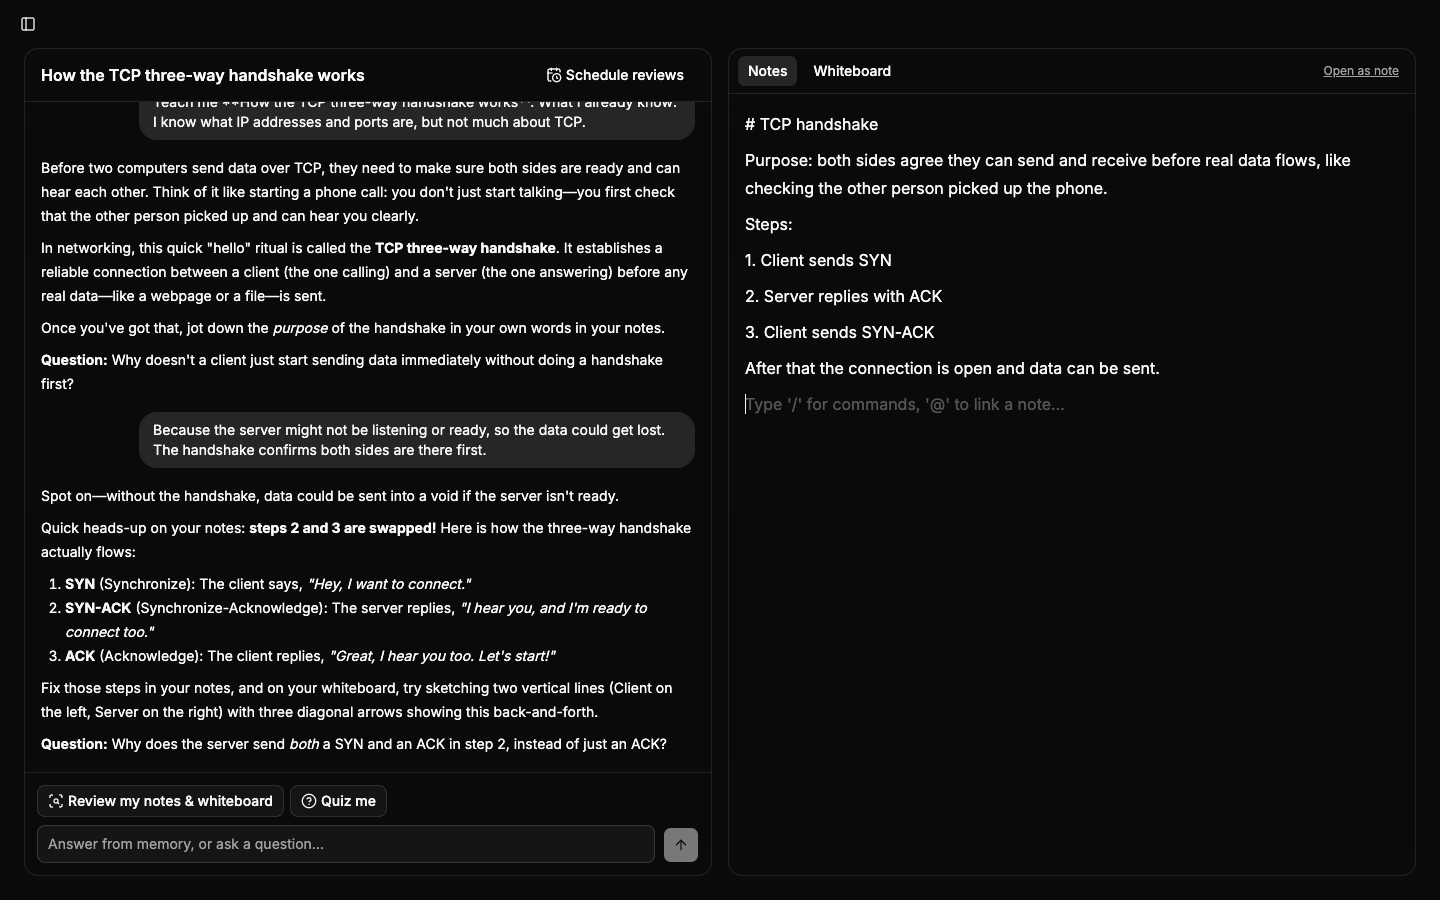 How the TCP three-way handshake works
Schedule reviews
Teach me **How the TCP three-way handshake works**. What I already know:
I know what IP addresses and ports are, but not much about TCP.
Before two computers send data over TCP, they need to make sure both sides are ready and can
hear each other. Think of it like starting a phone call: you don't just start talking—you first check
that the other person picked up and can hear you clearly.
In networking, this quick "hello" ritual is called the TCP three-way handshake. It establishes a
reliable connection between a client (the one calling) and a server (the one answering) before any
real data—like a webpage or a file—is sent.
Once you've got that, jot down the purpose of the handshake in your own words in your notes.
Question: Why doesn't a client just start sending data immediately without doing a handshake
first?
Because the server might not be listening or ready, so the data could get lost.
The handshake confirms both sides are there first.
Spot on—without the handshake, data could be sent into a void if the server isn't ready.
Quick heads-up on your notes: steps 2 and 3 are swapped! Here is how the three-way handshake
actually flows:
1. SYN (Synchronize): The client says, "Hey, I want to connect."
2. SYN-ACK (Synchronize-Acknowledge): The server replies, "I hear you, and I'm ready to
connect too."
3. ACK (Acknowledge): The client replies, "Great, I hear you too. Let's start!"
Fix those steps in your notes, and on your whiteboard, try sketching two vertical lines (Client on
the left, Server on the right) with three diagonal arrows showing this back-and-forth.
Question: Why does the server send both a SYN and an ACK in step 2, instead of just an ACK?
Review my notes & whiteboard
Quiz me
Answer from memory, or ask a question...
Notes
Whiteboard
Open as note
# TCP handshake
Purpose: both sides agree they can send and receive before real data flows, like
checking the other person picked up the phone.
Steps:
1. Client sends SYN
2. Server replies with ACK
3. Client sends SYN-ACK
After that the connection is open and data can be sent.
Type '/' for commands, '@' to link a note...